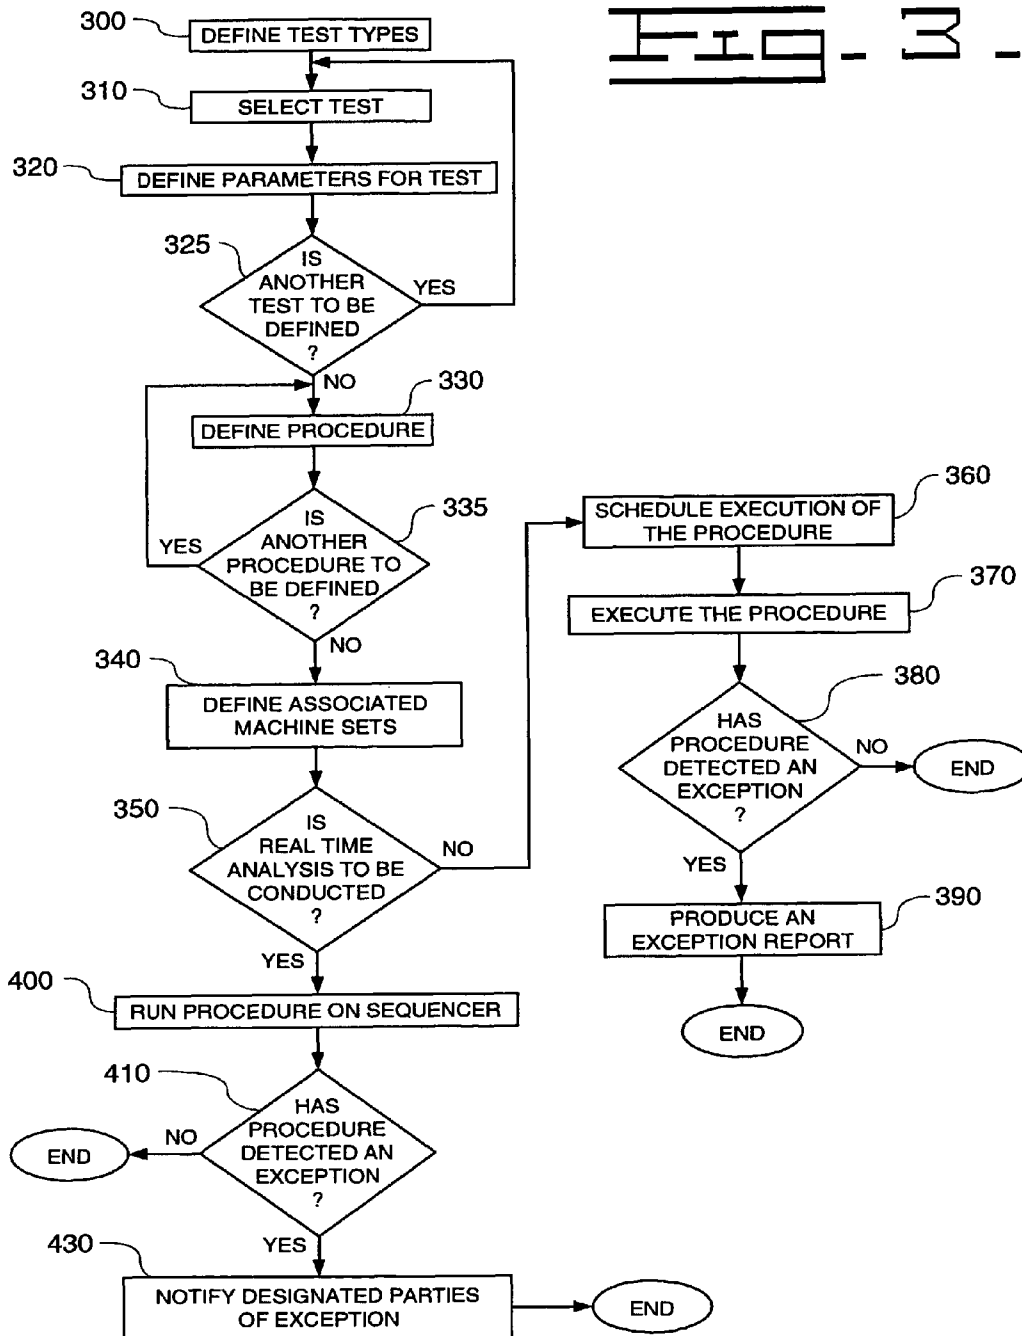 Fig. 3.
300
DEFINE TEST TYPES
310
SELECT TEST
320
DEFINE PARAMETERS FOR TEST
325
IS
ANOTHER
TEST TO BE
DEFINED
?
YES
NO
330
DEFINE PROCEDURE
335
IS
ANOTHER
PROCEDURE TO
BE DEFINED
?
YES
NO
340
DEFINE ASSOCIATED
MACHINE SETS
350
IS
REAL TIME
ANALYSIS TO BE
CONDUCTED
?
NO
YES
360
SCHEDULE EXECUTION OF
THE PROCEDURE
370
EXECUTE THE PROCEDURE
380
HAS
PROCEDURE
DETECTED AN
EXCEPTION
?
NO
END
YES
390
PRODUCE AN
EXCEPTION REPORT
END
400
RUN PROCEDURE ON SEQUENCER
410
HAS
PROCEDURE
DETECTED AN
EXCEPTION
?
NO
END
YES
430
NOTIFY DESIGNATED PARTIES
OF EXCEPTION
END